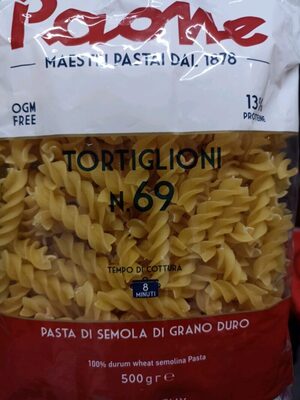 Paone
MAESTRI PASTAI DAL 1878
OGM
FREE
13%
PROTEINE
TORTIGLIONI
N 69
TEMPO DI COTTURA
8
MINUTI
PASTA DI SEMOLA DI GRANO DURO
100% durum wheat semolina Pasta
500gr e